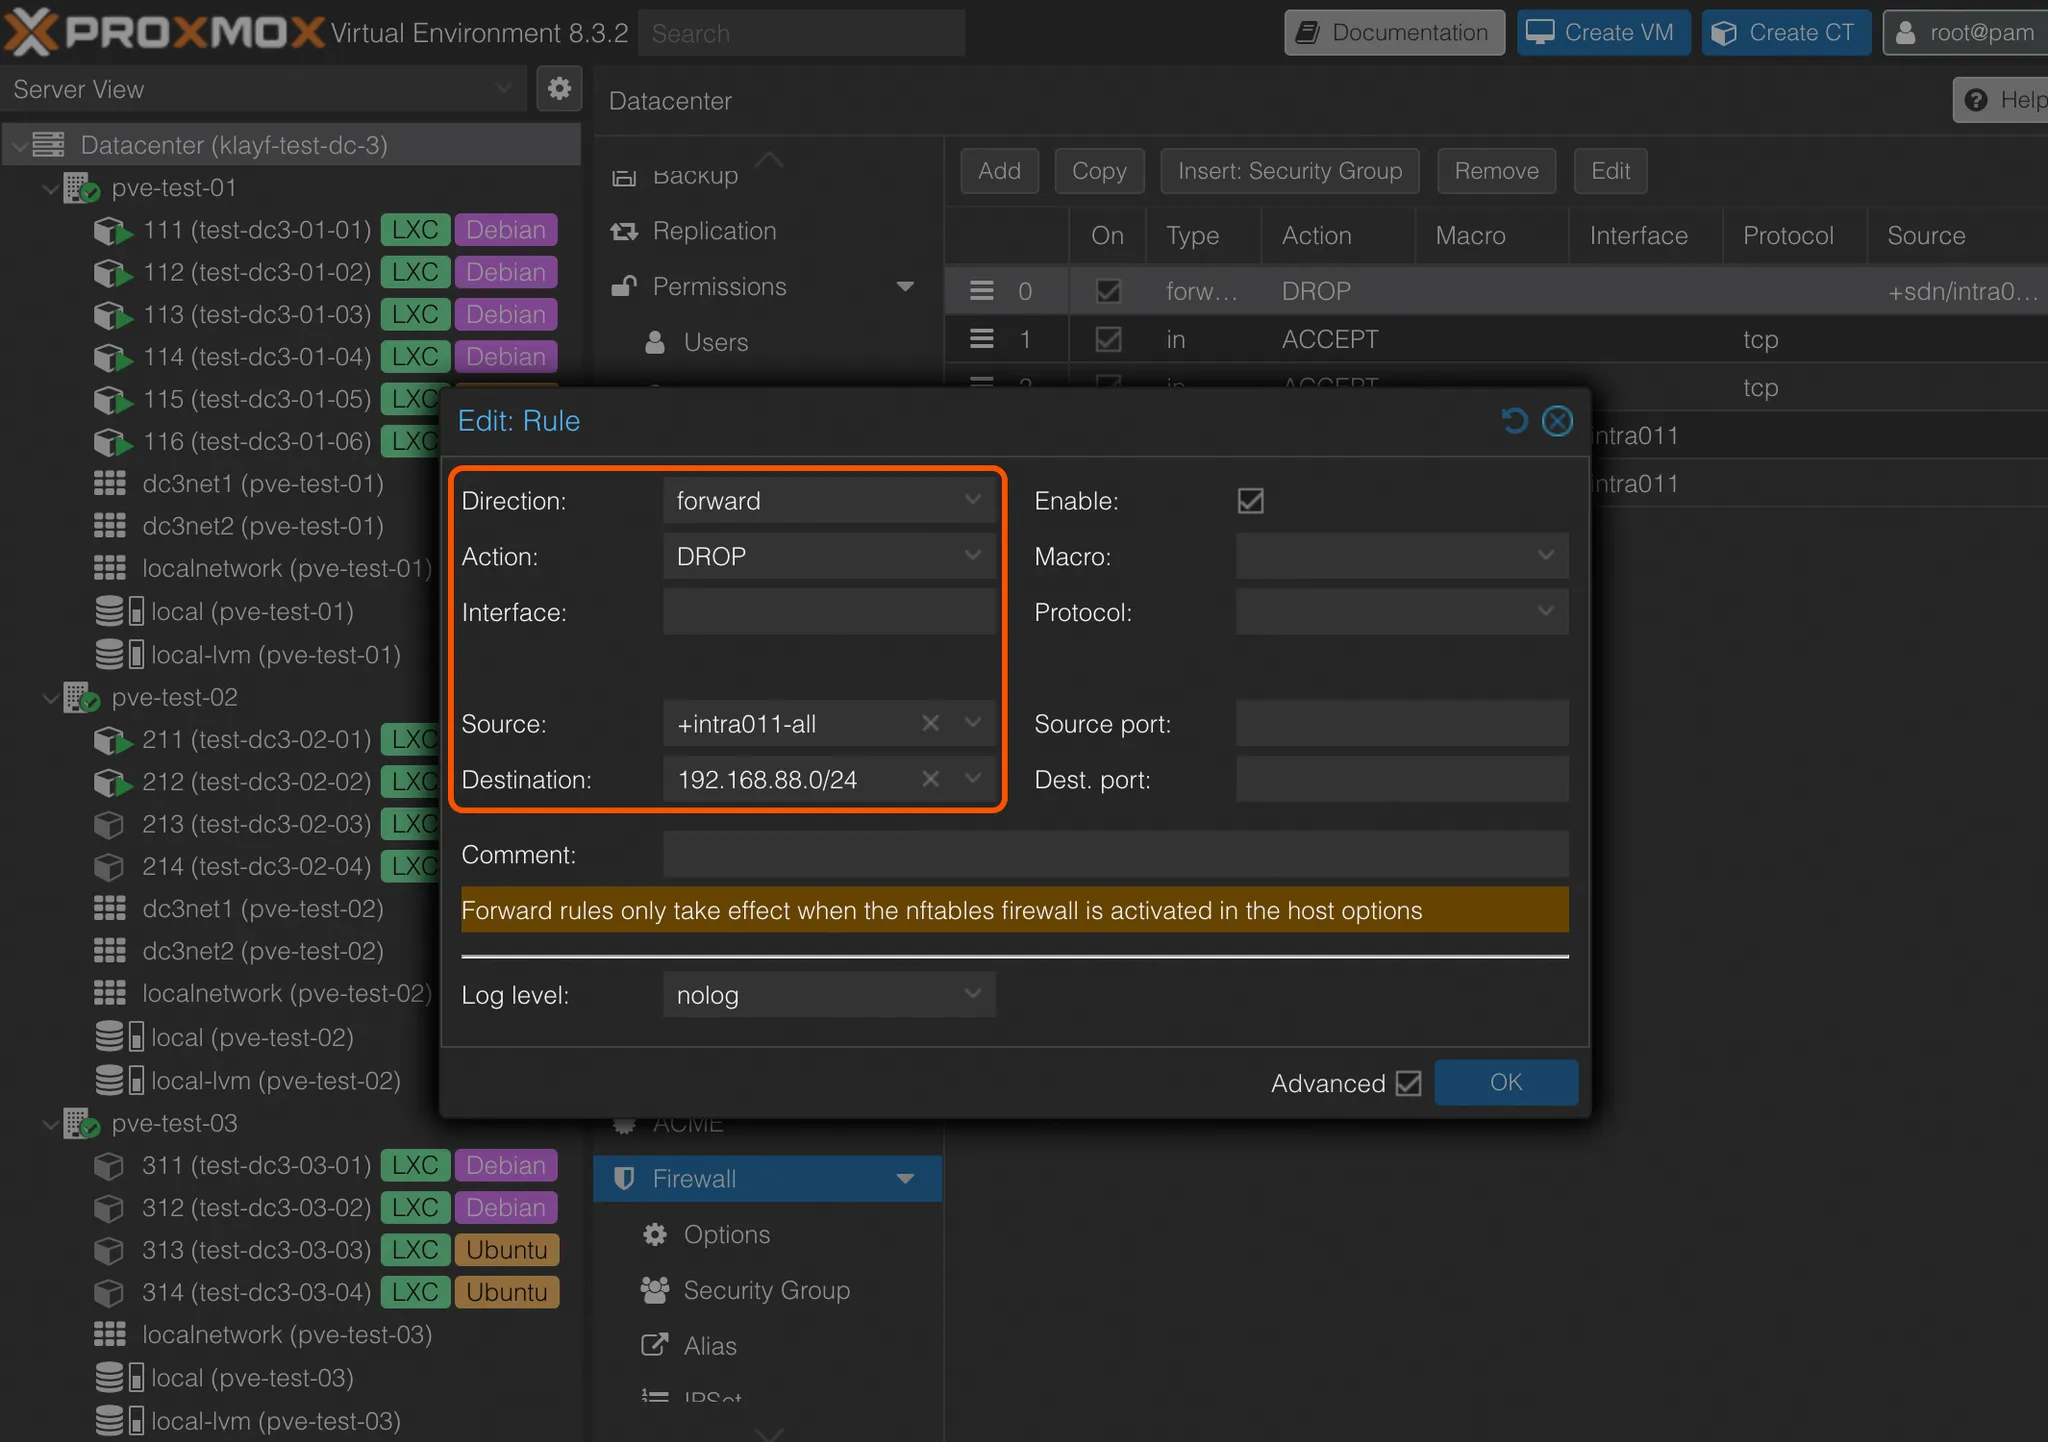 PROXMOX Virtual Environment 8.3.2 Search Documentation Create VM Create CT root@pam
Server View
Datacenter
Help
Datacenter (klayf-test-dc-3)
pve-test-01
111 (test-dc3-01-01) LXC Debian
112 (test-dc3-01-02) LXC Debian
113 (test-dc3-01-03) LXC Debian
114 (test-dc3-01-04) LXC Debian
115 (test-dc3-01-05) LXC
116 (test-dc3-01-06) LXC
dc3net1 (pve-test-01)
dc3net2 (pve-test-01)
localnetwork (pve-test-01)
local (pve-test-01)
local-lvm (pve-test-01)
pve-test-02
211 (test-dc3-02-01) LXC
212 (test-dc3-02-02) LXC
213 (test-dc3-02-03) LXC
214 (test-dc3-02-04) LXC
dc3net1 (pve-test-02)
dc3net2 (pve-test-02)
localnetwork (pve-test-02)
local (pve-test-02)
local-lvm (pve-test-02)
pve-test-03
311 (test-dc3-03-01) LXC Debian
312 (test-dc3-03-02) LXC Debian
313 (test-dc3-03-03) LXC Ubuntu
314 (test-dc3-03-04) LXC Ubuntu
localnetwork (pve-test-03)
local (pve-test-03)
local-lvm (pve-test-03)
Backup
Replication
Permissions
Users
ACME
Firewall
Options
Security Group
Alias
IPSet
Add Copy Insert: Security Group Remove Edit
On Type Action Macro Interface Protocol Source
0 forw... DROP +sdn/intra0...
1 in ACCEPT tcp
2 in ACCEPT tcp
intra011
intra011
Edit: Rule
Direction: forward Enable:
Action: DROP Macro:
Interface: Protocol:
Source: +intra011-all Source port:
Destination: 192.168.88.0/24 Dest. port:
Comment:
Forward rules only take effect when the nftables firewall is activated in the host options
Log level: nolog
Advanced OK